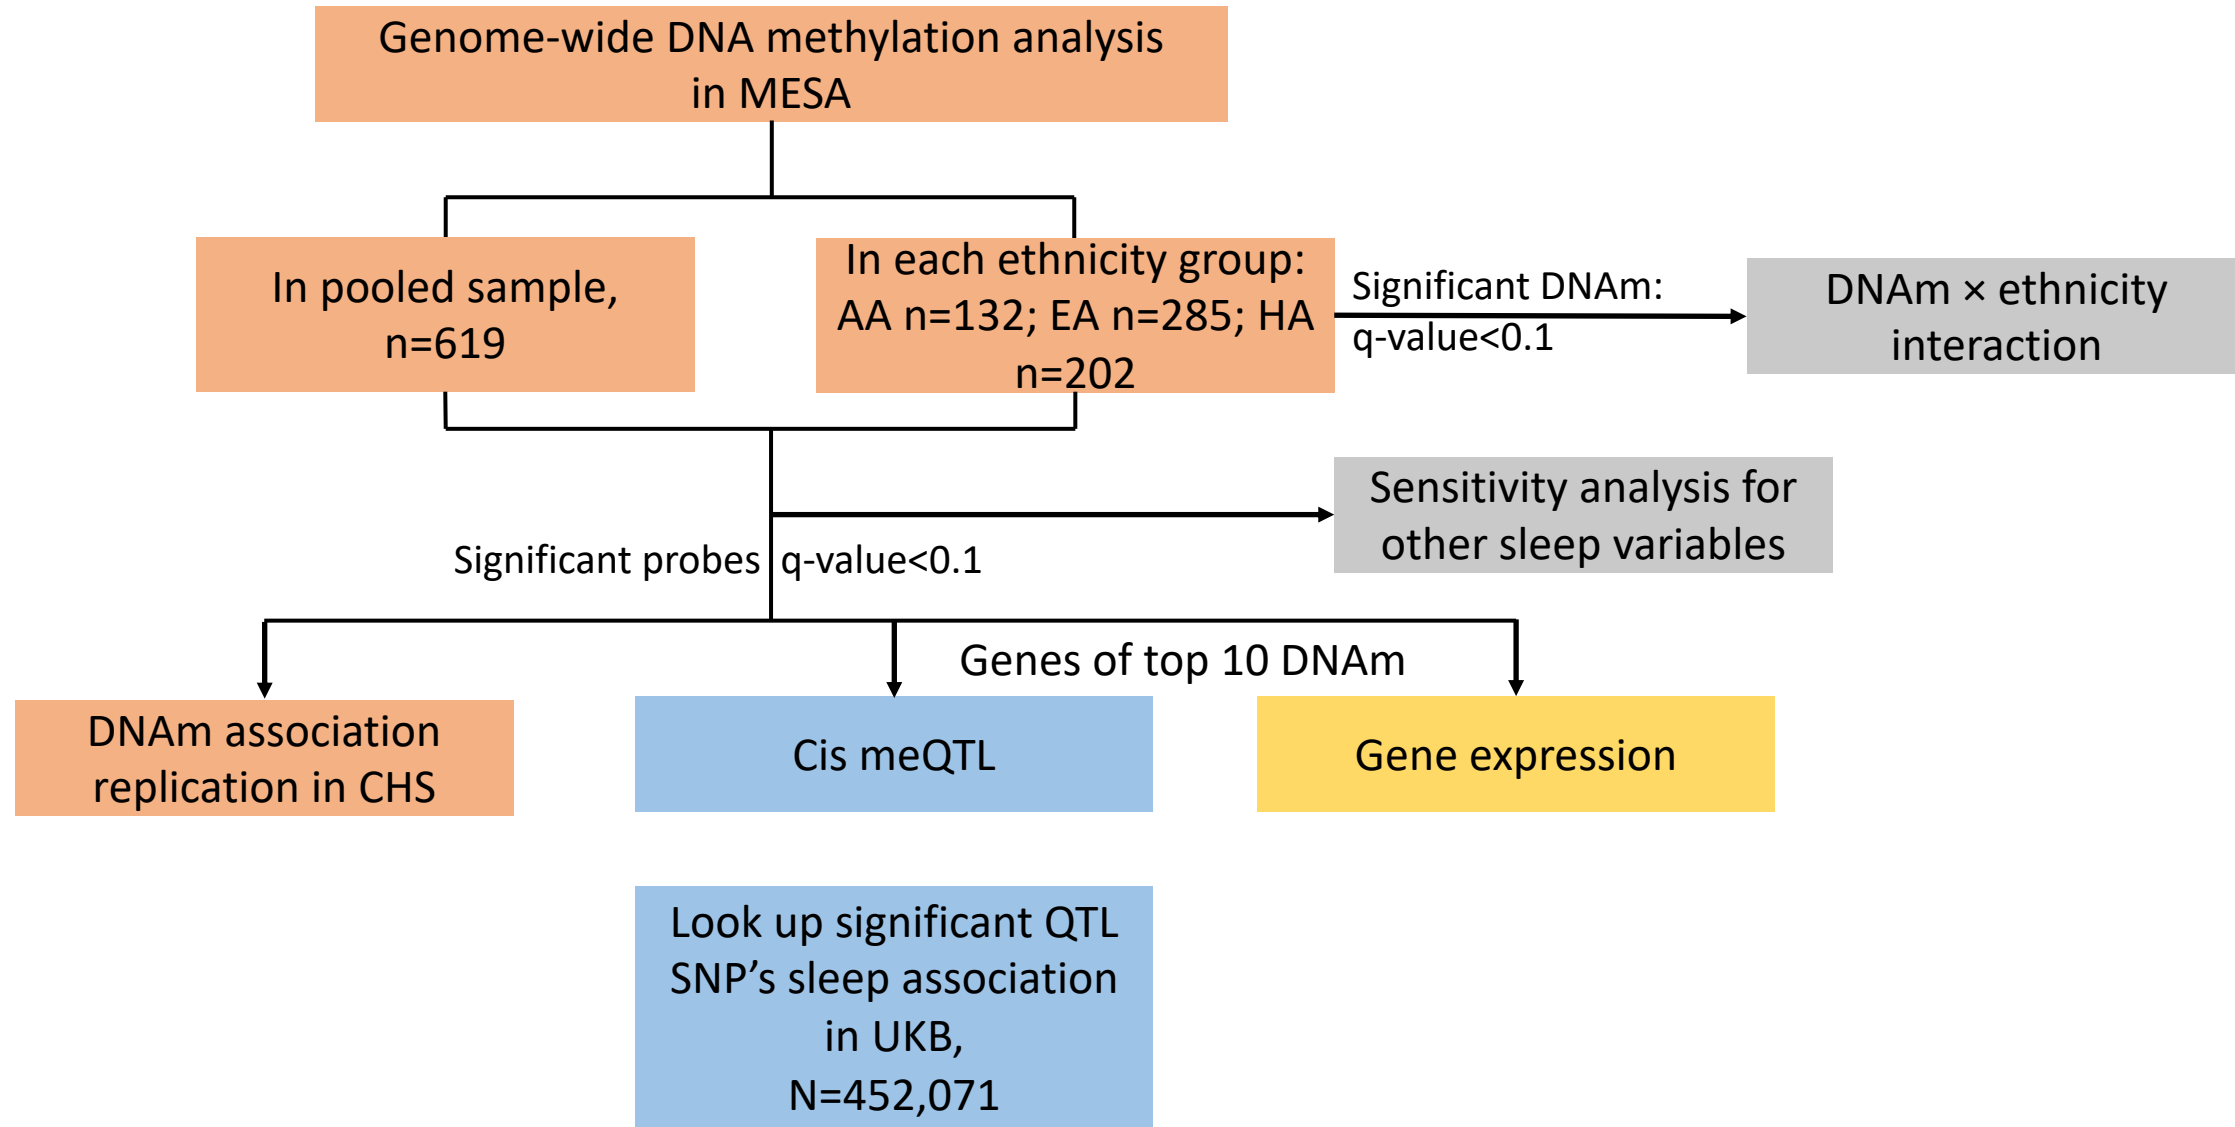 Genome-wide DNA methylation analysis
in MESA
In pooled sample,
n=619
In each ethnicity group:
AA n=132; EA n=285; HA
n=202
Significant DNAm:
q-value<0.1
DNAm × ethnicity
interaction
Sensitivity analysis for
other sleep variables
Significant probes q-value<0.1
Genes of top 10 DNAm
DNAm association
replication in CHS
Cis meQTL
Gene expression
Look up significant QTL
SNP’s sleep association
in UKB,
N=452,071